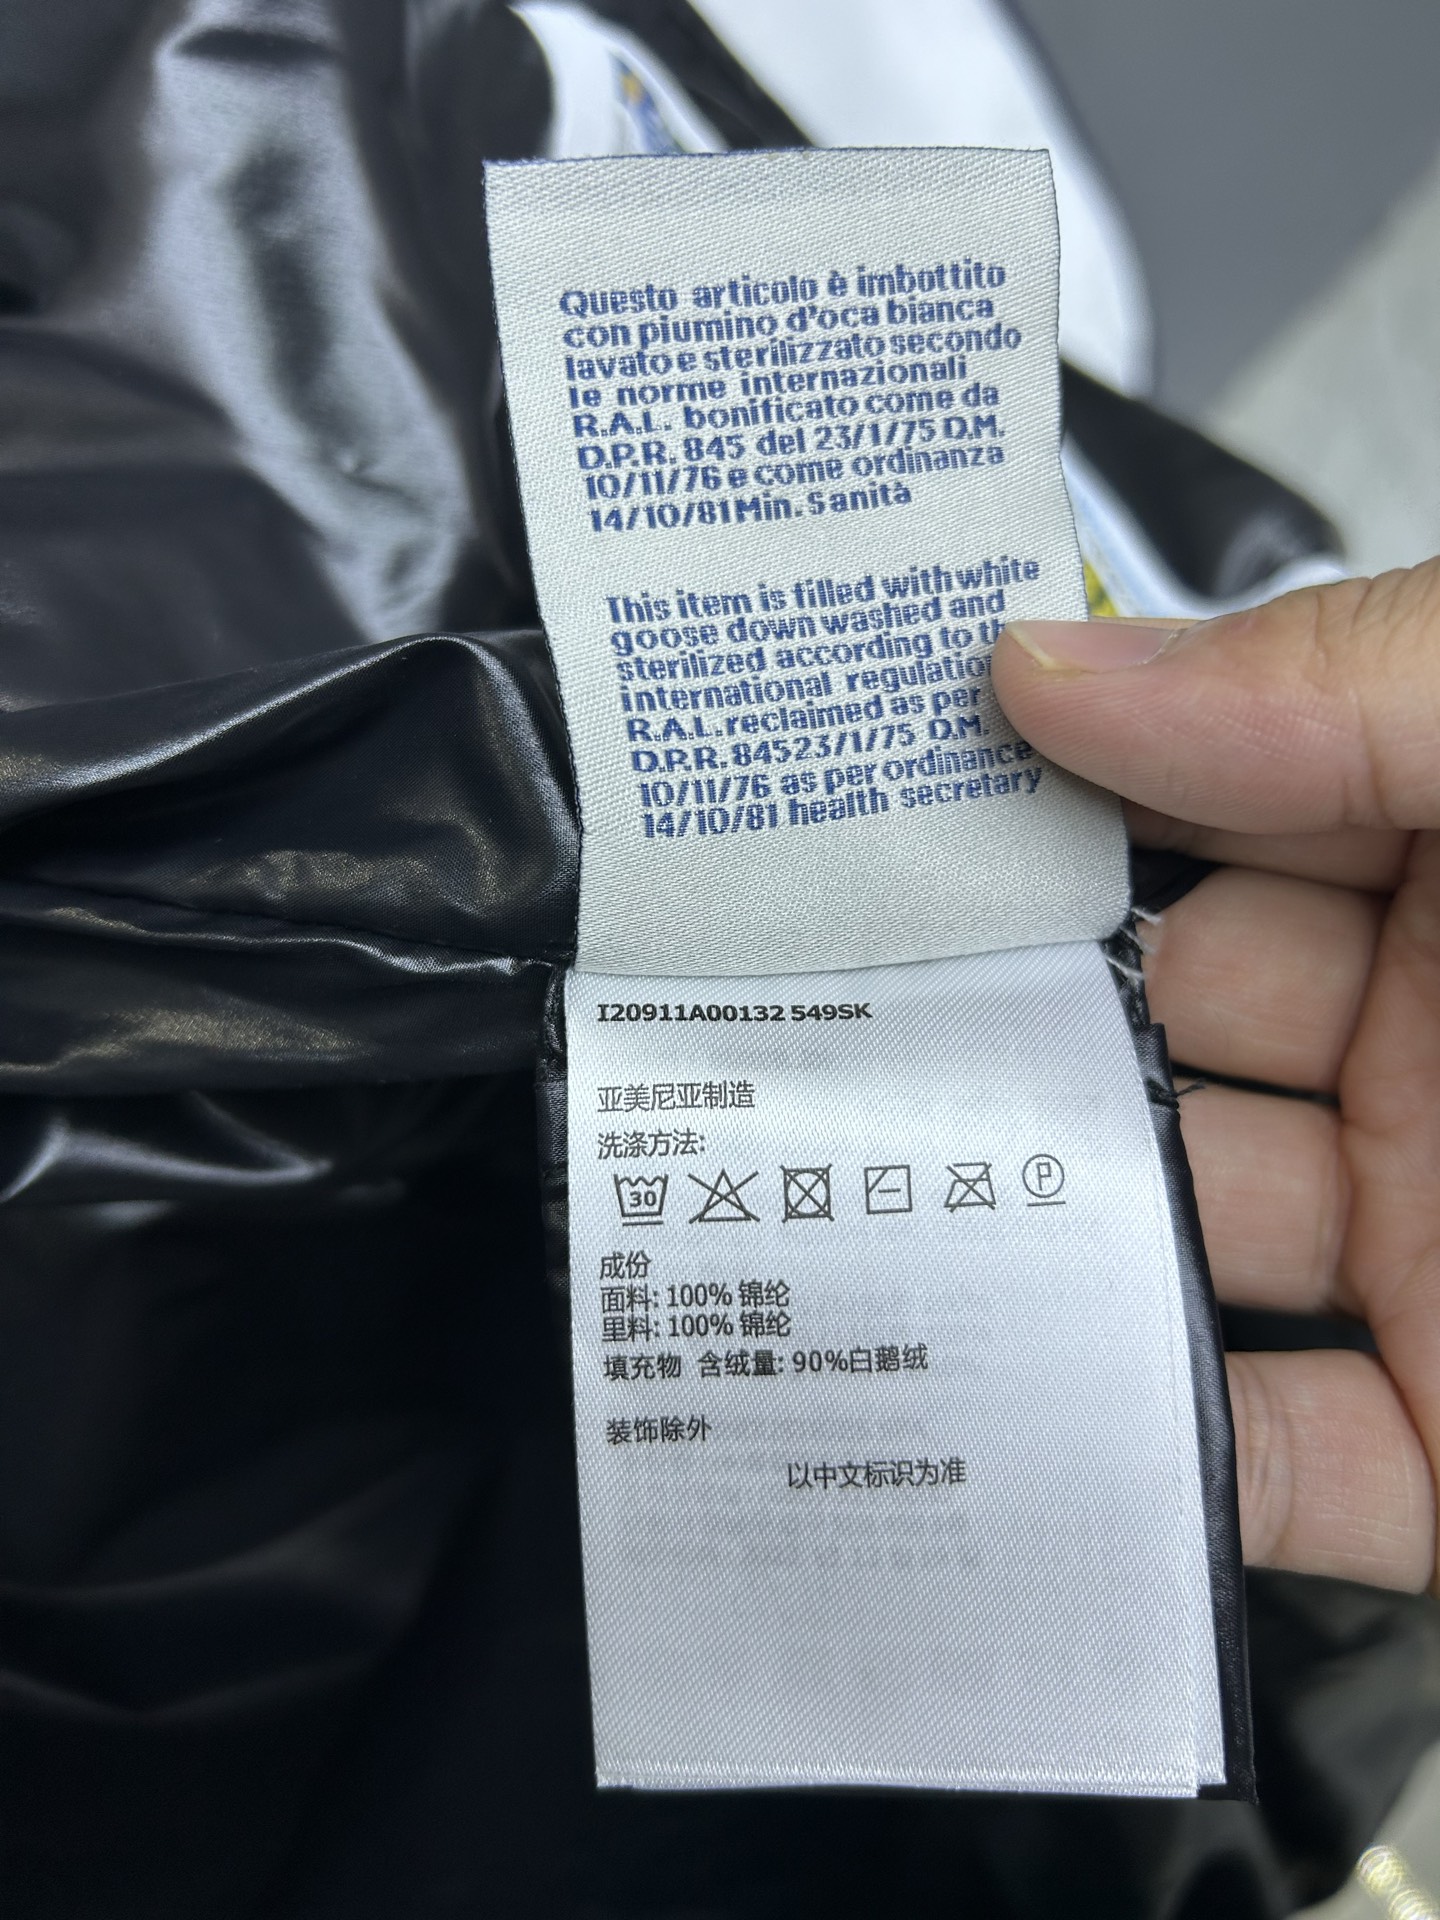 Questo articolo è imbottito
con piumino d'oca bianca
lavato e sterilizzato secondo
le norme internazionali
R.A.L. bonificato come da
D.P.R. 845 del 23/1/75 D.M.
10/11/76 e come ordinanza
14/10/81 Min. Sanità
This item is filled with white
goose down washed and
sterilized according to th
international regulatio
R.A.L. reclaimed as per
D.P.R. 84523/1/75 D.M.
10/11/76 as per ordinance
14/10/81 health secretary
I20911A00132 549SK
亚美尼亚制造
洗涤方法:
30 P
成份
面料: 100% 锦纶
里料: 100% 锦纶
填充物 含绒量: 90%白鹅绒
装饰除外
以中文标识为准